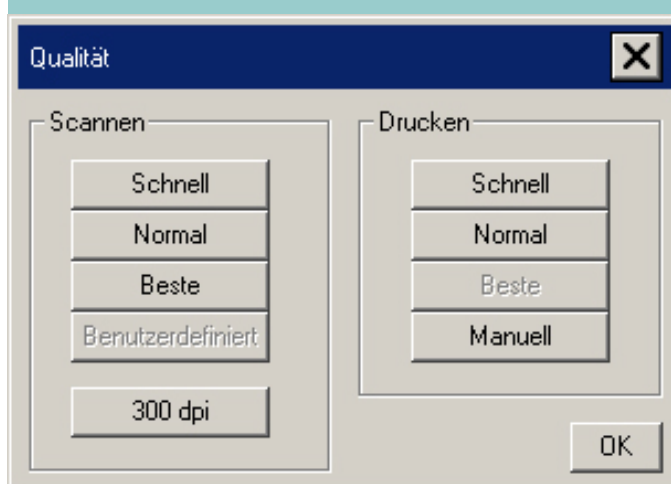 Qualität
Scannen
Schnell
Normal
Beste
Benutzerdefiniert
300 dpi
Drucken
Schnell
Normal
Beste
Manuell
OK